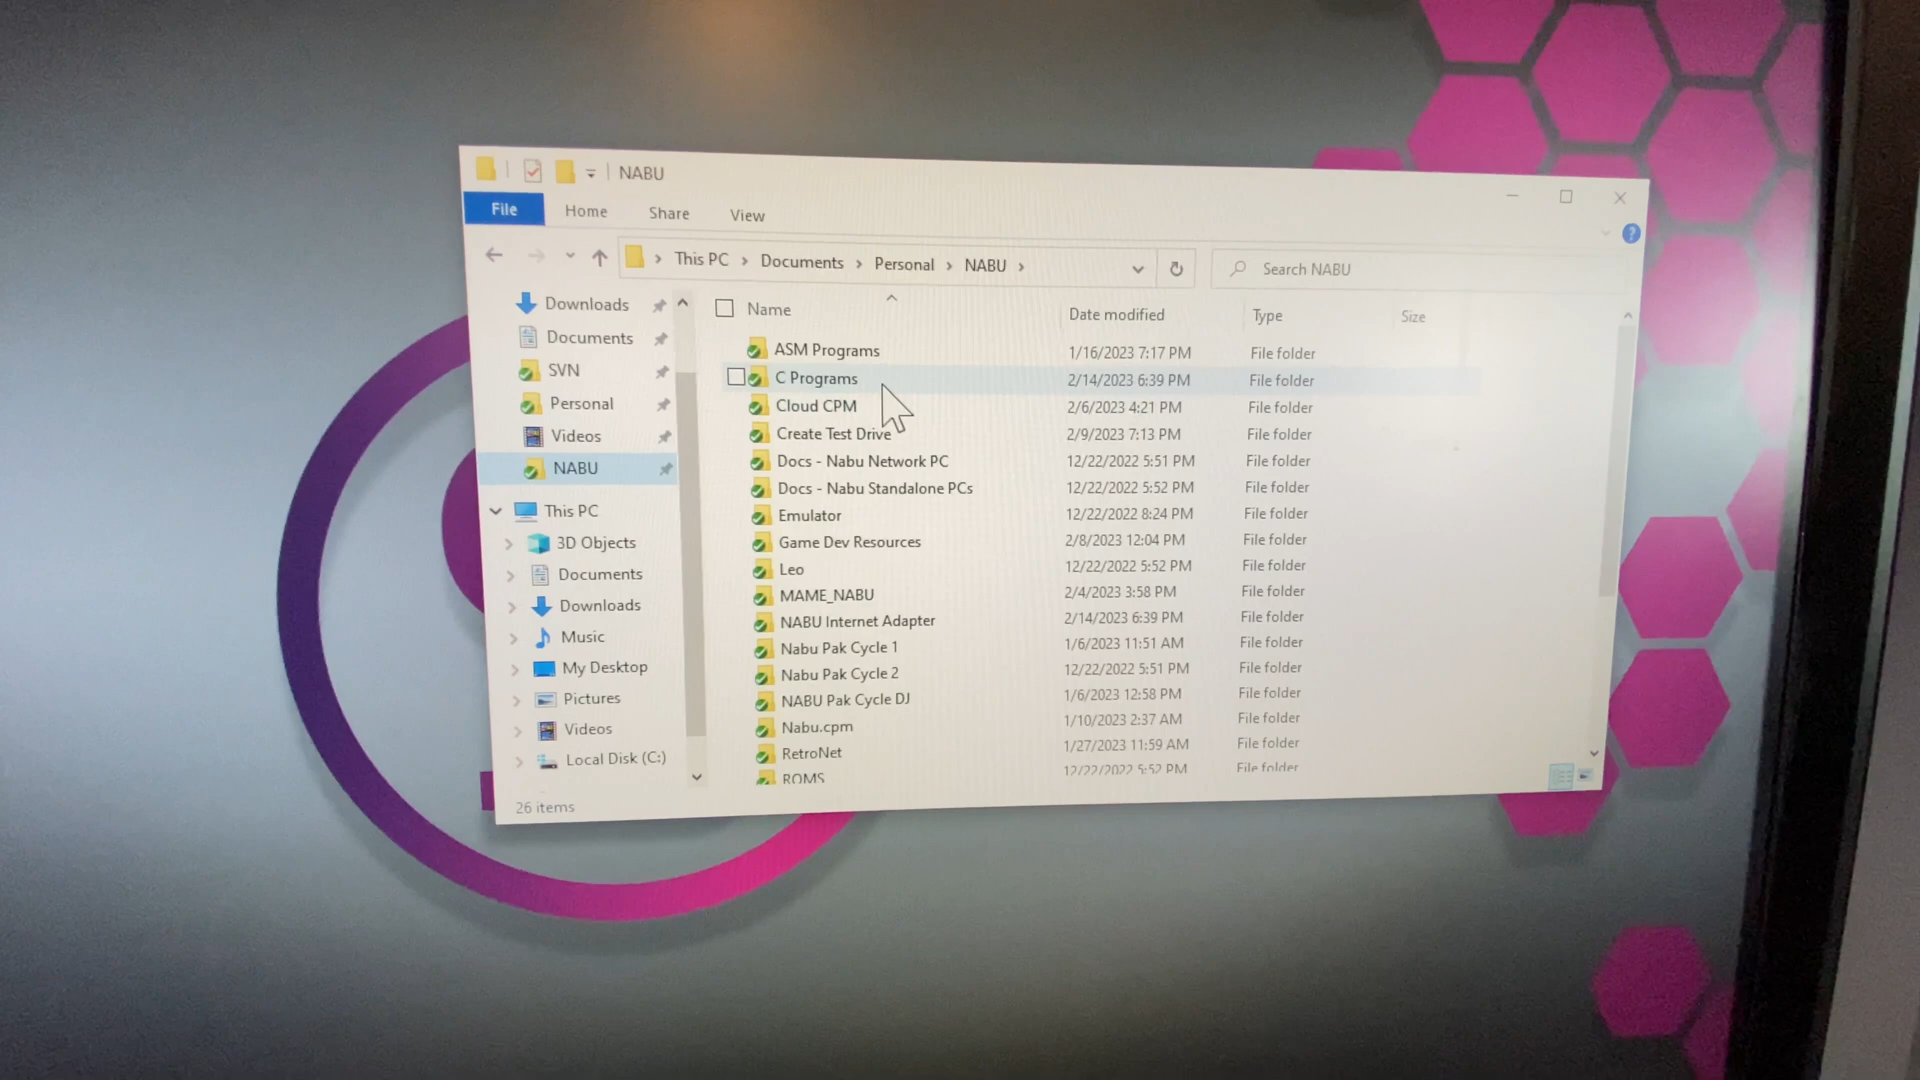 NABU
File Home Share View
This PC Documents Personal NABU
Search NABU
Downloads
Documents
SVN
Personal
Videos
NABU
This PC
3D Objects
Documents
Downloads
Music
My Desktop
Pictures
Videos
Local Disk (C:)
Name Date modified Type Size
ASM Programs 1/16/2023 7:17 PM File folder
C Programs 2/14/2023 6:39 PM File folder
Cloud CPM 2/6/2023 4:21 PM File folder
Create Test Drive 2/9/2023 7:13 PM File folder
Docs - Nabu Network PC 12/22/2022 5:51 PM File folder
Docs - Nabu Standalone PCs 12/22/2022 5:52 PM File folder
Emulator 12/22/2022 8:24 PM File folder
Game Dev Resources 2/8/2023 12:04 PM File folder
Leo 12/22/2022 5:52 PM File folder
MAME_NABU 2/4/2023 3:58 PM File folder
NABU Internet Adapter 2/14/2023 6:39 PM File folder
Nabu Pak Cycle 1 1/6/2023 11:51 AM File folder
Nabu Pak Cycle 2 12/22/2022 5:51 PM File folder
NABU Pak Cycle DJ 1/6/2023 12:58 PM File folder
Nabu.cpm 1/10/2023 2:37 AM File folder
RetroNet 1/27/2023 11:59 AM File folder
ROMS 12/22/2022 5:52 PM File folder
26 items